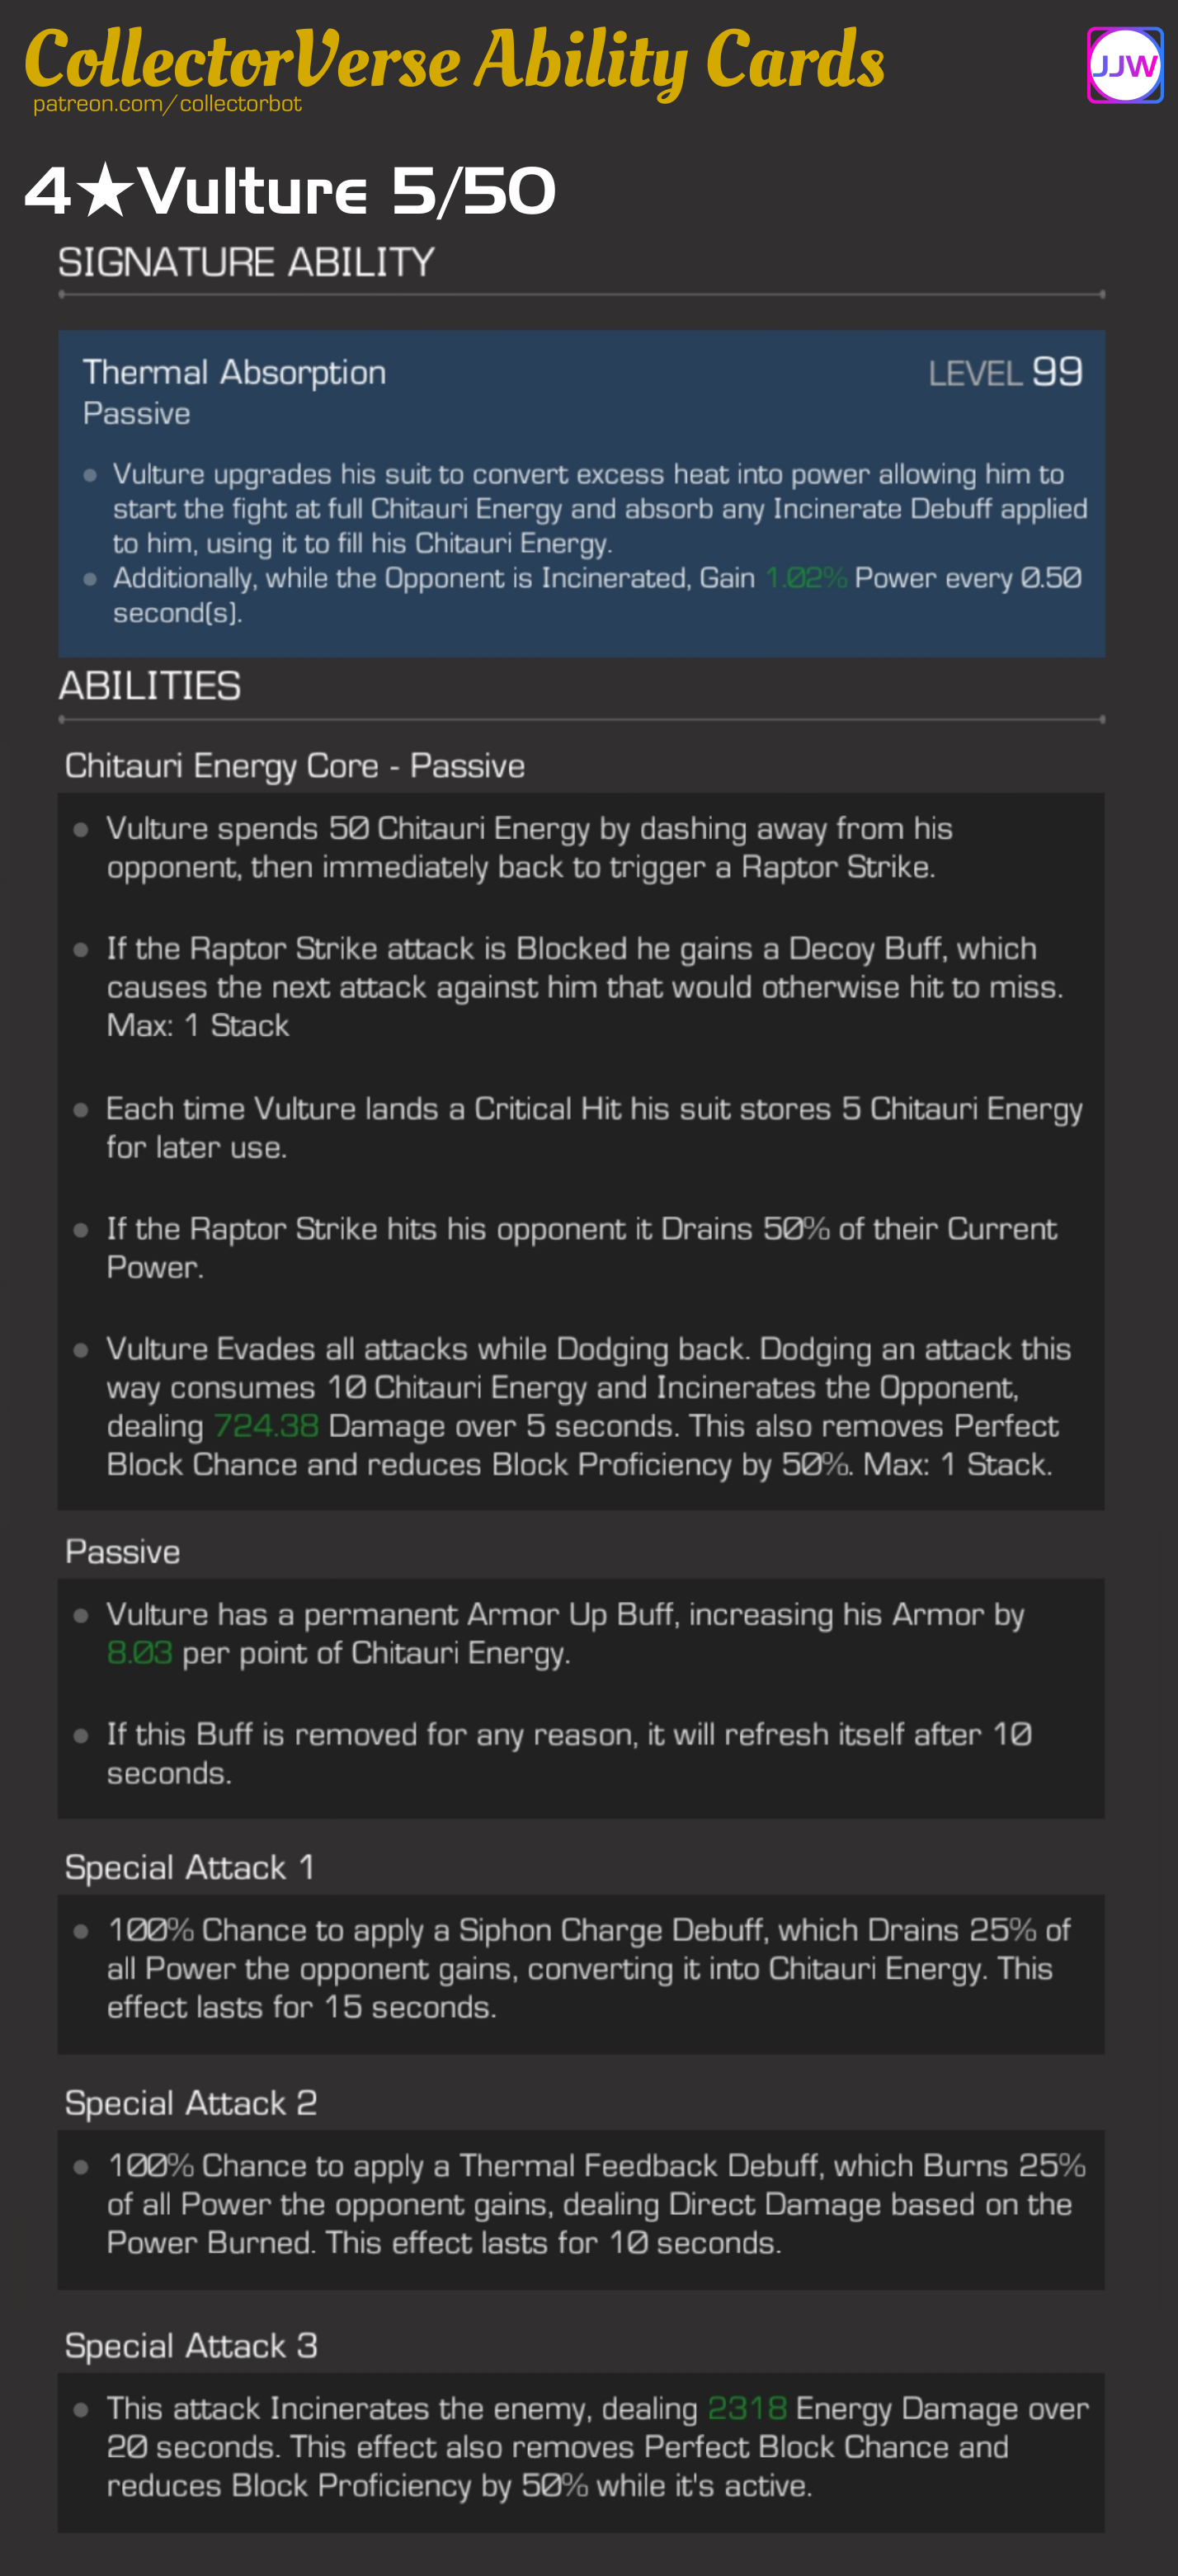 CollectorVerse Ability Cards
JJW
patreon.com/collectorbot
4★Vulture 5/50
SIGNATURE ABILITY
Thermal Absorption
LEVEL 99
Passive
Vulture upgrades his suit to convert excess heat into power allowing him to
start the fight at full Chitauri Energy and absorb any Incinerate Debuff applied
to him, using it to fill his Chitauri Energy.
Additionally, while the Opponent is Incinerated, Gain 1.02% Power every 0.50
second(s).
ABILITIES
Chitauri Energy Core - Passive
Vulture spends 50 Chitauri Energy by dashing away from his
opponent, then immediately back to trigger a Raptor Strike.
If the Raptor Strike attack is Blocked he gains a Decoy Buff, which
causes the next attack against him that would otherwise hit to miss.
Max: 1 Stack
Each time Vulture lands a Critical Hit his suit stores 5 Chitauri Energy
for later use.
If the Raptor Strike hits his opponent it Drains 50% of their Current
Power.
Vulture Evades all attacks while Dodging back. Dodging an attack this
way consumes 10 Chitauri Energy and Incinerates the Opponent,
dealing 724.38 Damage over 5 seconds. This also removes Perfect
Block Chance and reduces Block Proficiency by 50%. Max: 1 Stack.
Passive
Vulture has a permanent Armor Up Buff, increasing his Armor by
8.03 per point of Chitauri Energy.
If this Buff is removed for any reason, it will refresh itself after 10
seconds.
Special Attack 1
100% Chance to apply a Siphon Charge Debuff, which Drains 25% of
all Power the opponent gains, converting it into Chitauri Energy. This
effect lasts for 15 seconds.
Special Attack 2
100% Chance to apply a Thermal Feedback Debuff, which Burns 25%
of all Power the opponent gains, dealing Direct Damage based on the
Power Burned. This effect lasts for 10 seconds.
Special Attack 3
This attack Incinerates the enemy, dealing 2318 Energy Damage over
20 seconds. This effect also removes Perfect Block Chance and
reduces Block Proficiency by 50% while it's active.